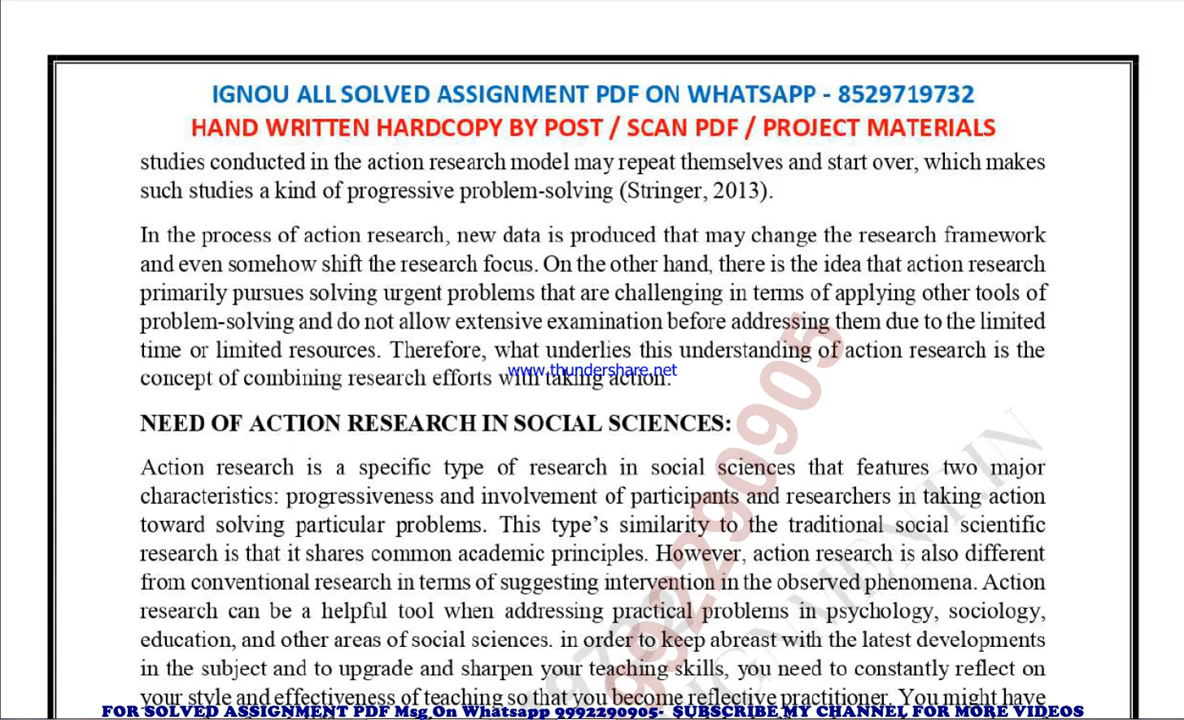 IGNOU ALL SOLVED ASSIGNMENT PDF ON WHATSAPP - 8529719732
HAND WRITTEN HARDCOPY BY POST / SCAN PDF / PROJECT MATERIALS
studies conducted in the action research model may repeat themselves and start over, which makes
such studies a kind of progressive problem-solving (Stringer, 2013).
In the process of action research, new data is produced that may change the research framework
and even somehow shift the research focus. On the other hand, there is the idea that action research
primarily pursues solving urgent problems that are challenging in terms of applying other tools of
problem-solving and do not allow extensive examination before addressing them due to the limited
time or limited resources. Therefore, what underlies this understanding of action research is the
concept of combining research efforts with taking action.
www.thundershare.net
NEED OF ACTION RESEARCH IN SOCIAL SCIENCES:
Action research is a specific type of research in social sciences that features two major
characteristics: progressiveness and involvement of participants and researchers in taking action
toward solving particular problems. This type's similarity to the traditional social scientific
research is that it shares common academic principles. However, action research is also different
from conventional research in terms of suggesting intervention in the observed phenomena. Action
research can be a helpful tool when addressing practical problems in psychology, sociology,
education, and other areas of social sciences. in order to keep abreast with the latest developments
in the subject and to upgrade and sharpen your teaching skills, you need to constantly reflect on
your style and effectiveness of teaching so that you become reflective practitioner. You might have
FOR SOLVED ASSIGNMENT PDF Msg On Whatsapp 9992290905- SUBSCRIBE MY CHANNEL FOR MORE VIDEOS